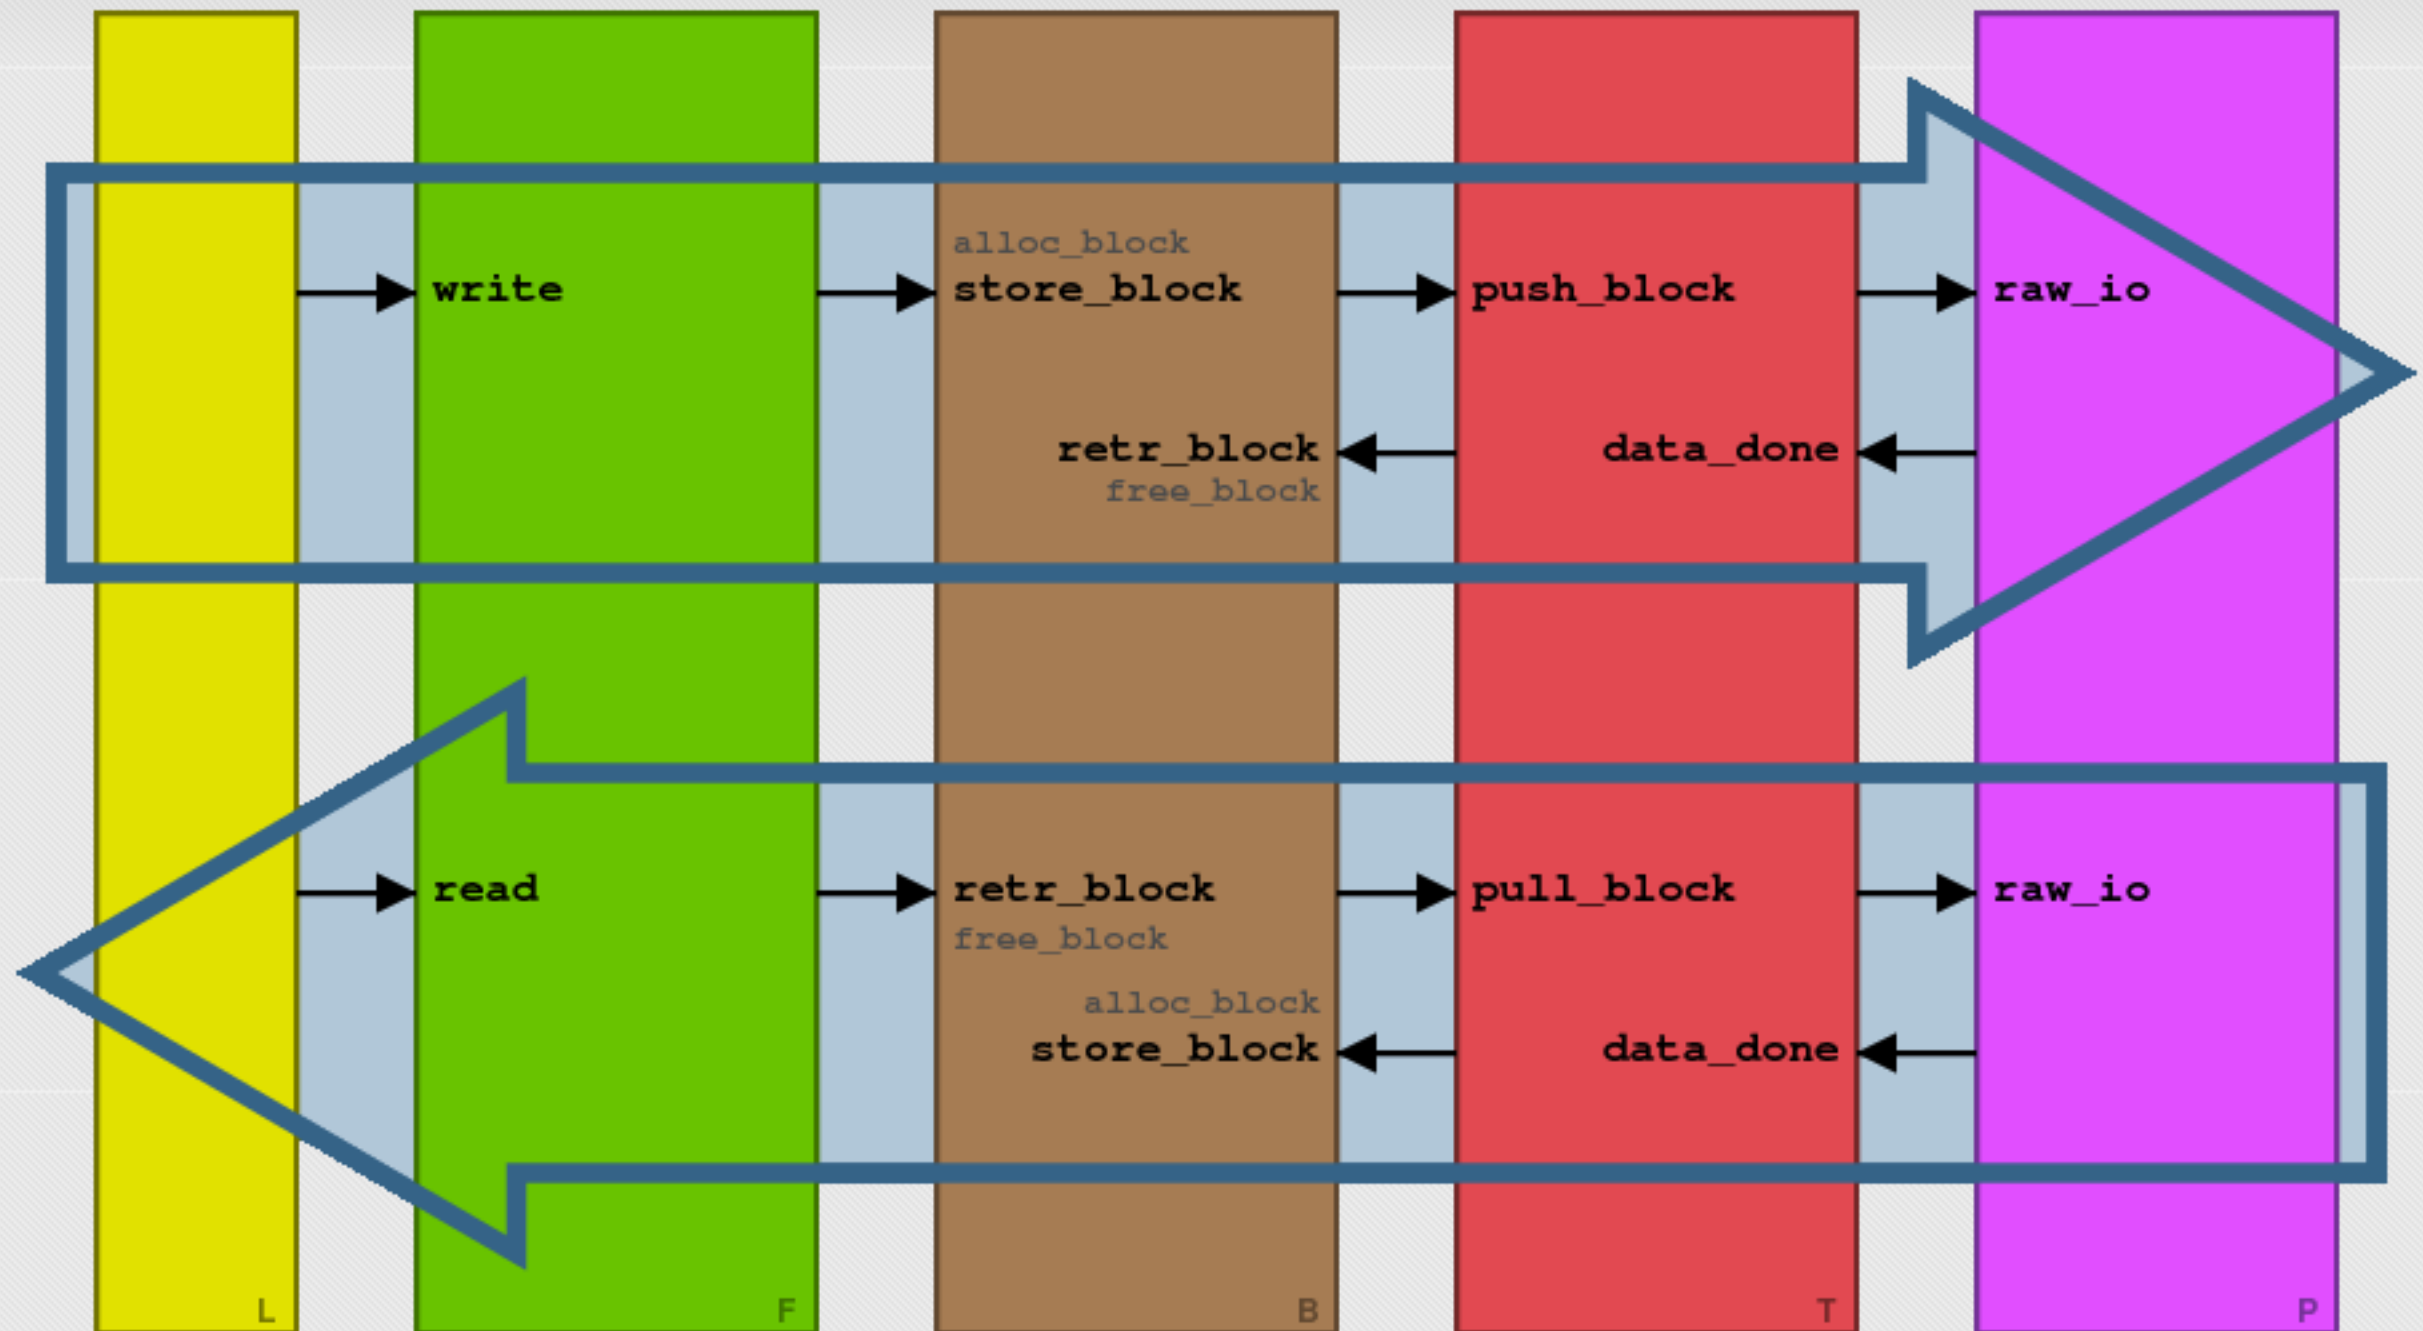 alloc_block
write store_block push_block raw_io
retr_block data_done
free_block
read retr_block pull_block raw_io
free_block
alloc_block
store_block data_done
L F B T P